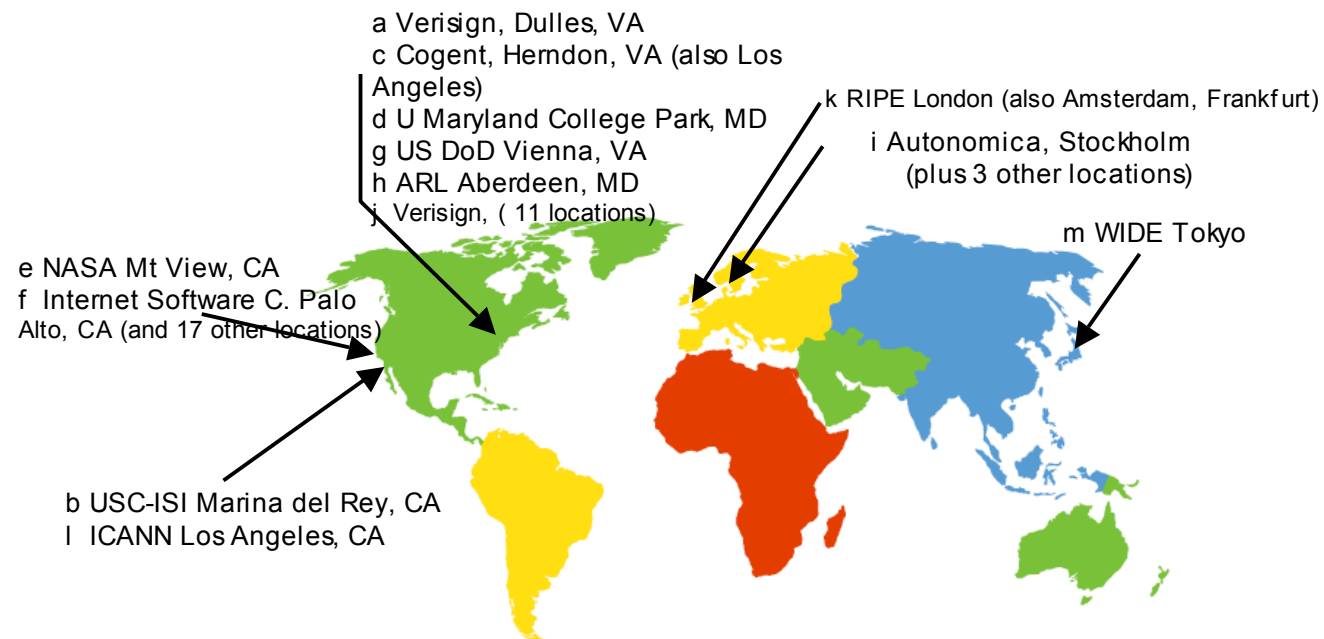 a Verisign, Dulles, VA
c Cogent, Herndon, VA (also Los
Angeles)
d U Maryland College Park, MD
g US DoD Vienna, VA
h ARL Aberdeen, MD
j Verisign, ( 11 locations)
k RIPE London (also Amsterdam, Frankfurt)
i Autonomica, Stockholm
(plus 3 other locations)
m WIDE Tokyo
e NASA Mt View, CA
f Internet Software C. Palo
Alto, CA (and 17 other locations)
b USC-ISI Marina del Rey, CA
l ICANN Los Angeles, CA